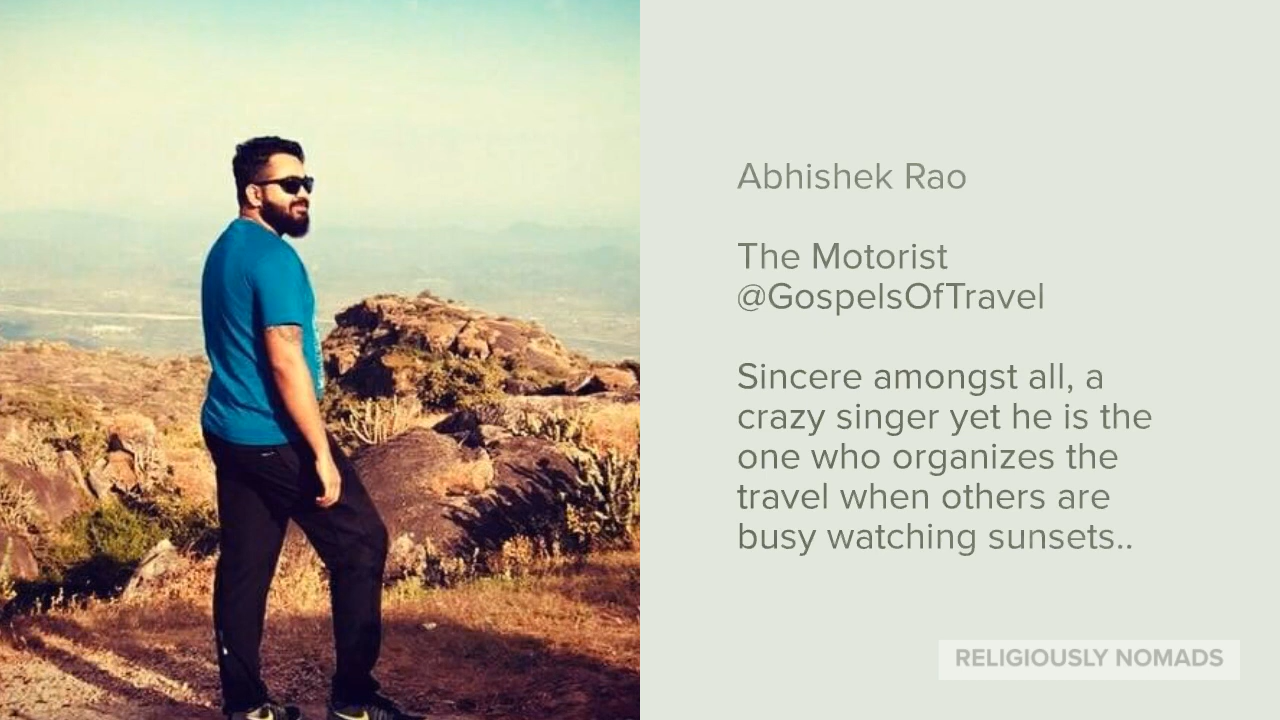 Abhishek Rao
The Motorist
@GospelsOfTravel
Sincere amongst all, a
crazy singer yet he is the
one who organizes the
travel when others are
busy watching sunsets..
RELIGIOUSLY NOMADS